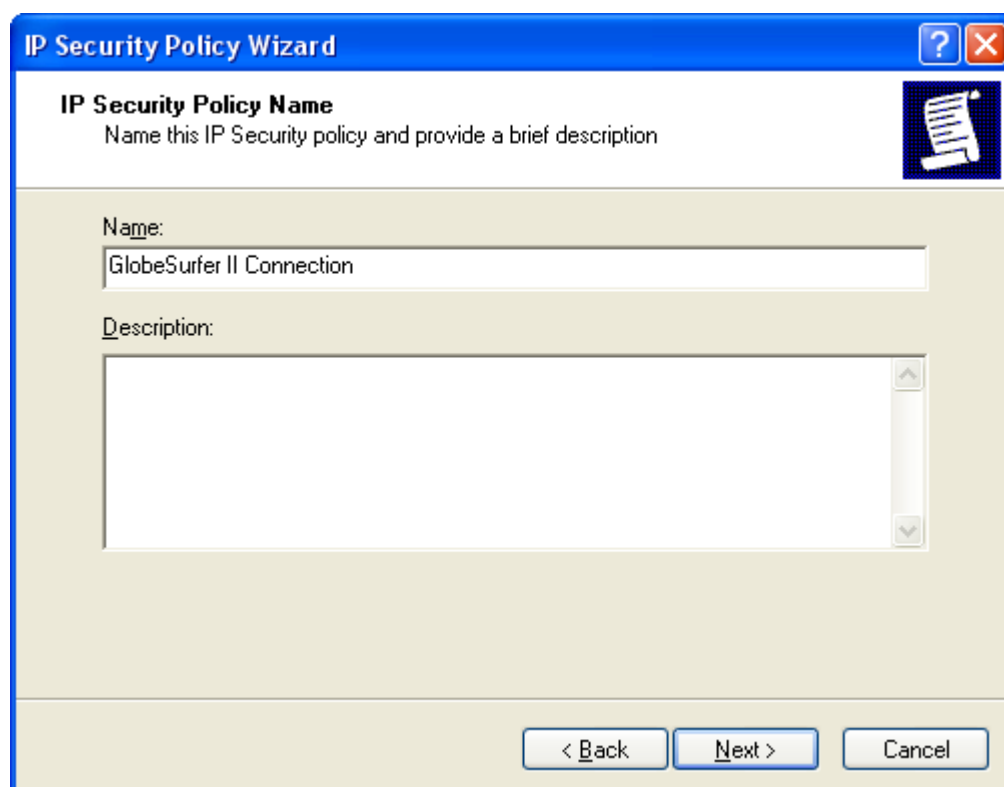 IP Security Policy Wizard
IP Security Policy Name
Name this IP Security policy and provide a brief description
Name:
GlobeSurfer II Connection
Description:
< Back Next > Cancel